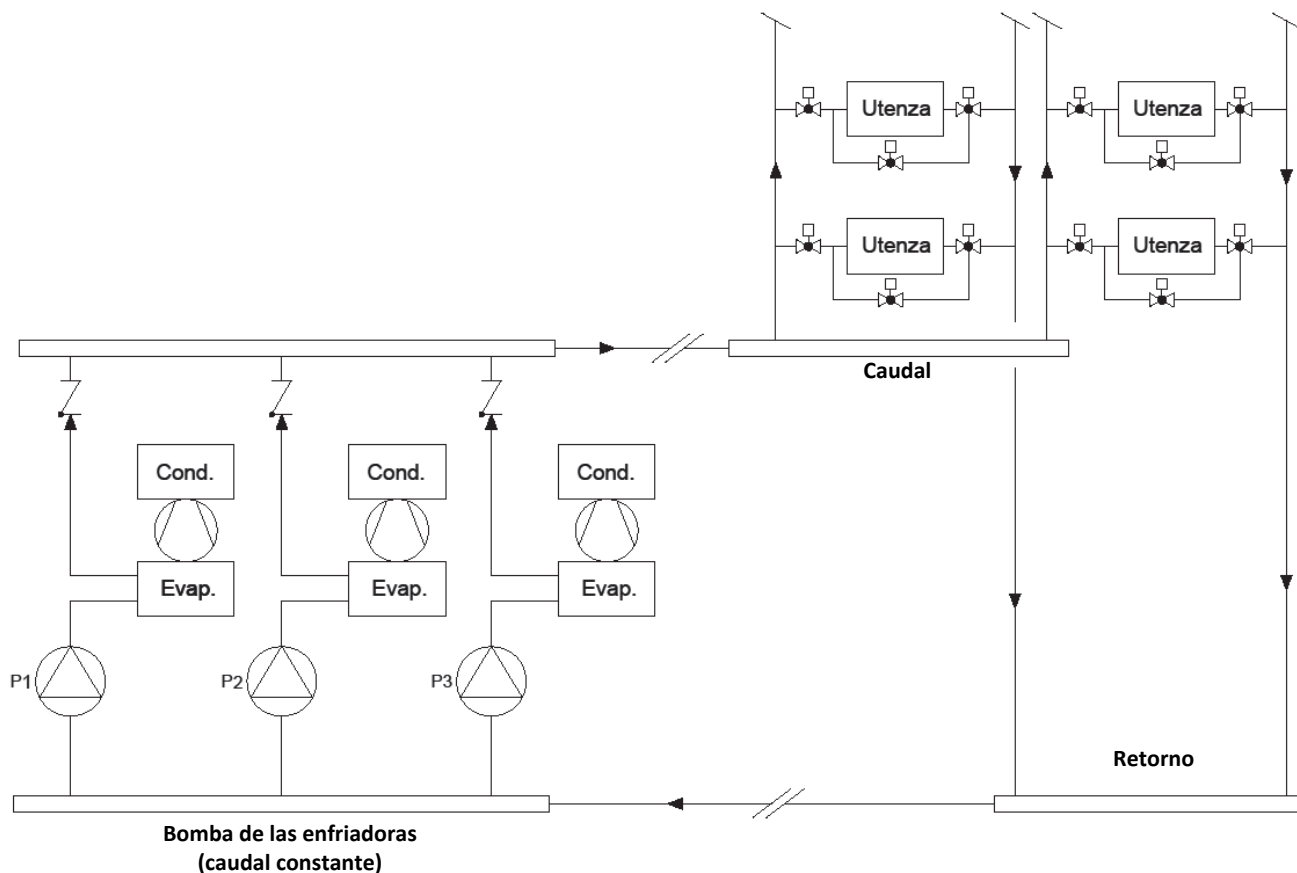 Utenza
Utenza
Utenza
Utenza
Caudal
Cond.
Cond.
Cond.
Evap.
Evap.
Evap.
P1
P2
P3
Retorno
Bomba de las enfriadoras
(caudal constante)